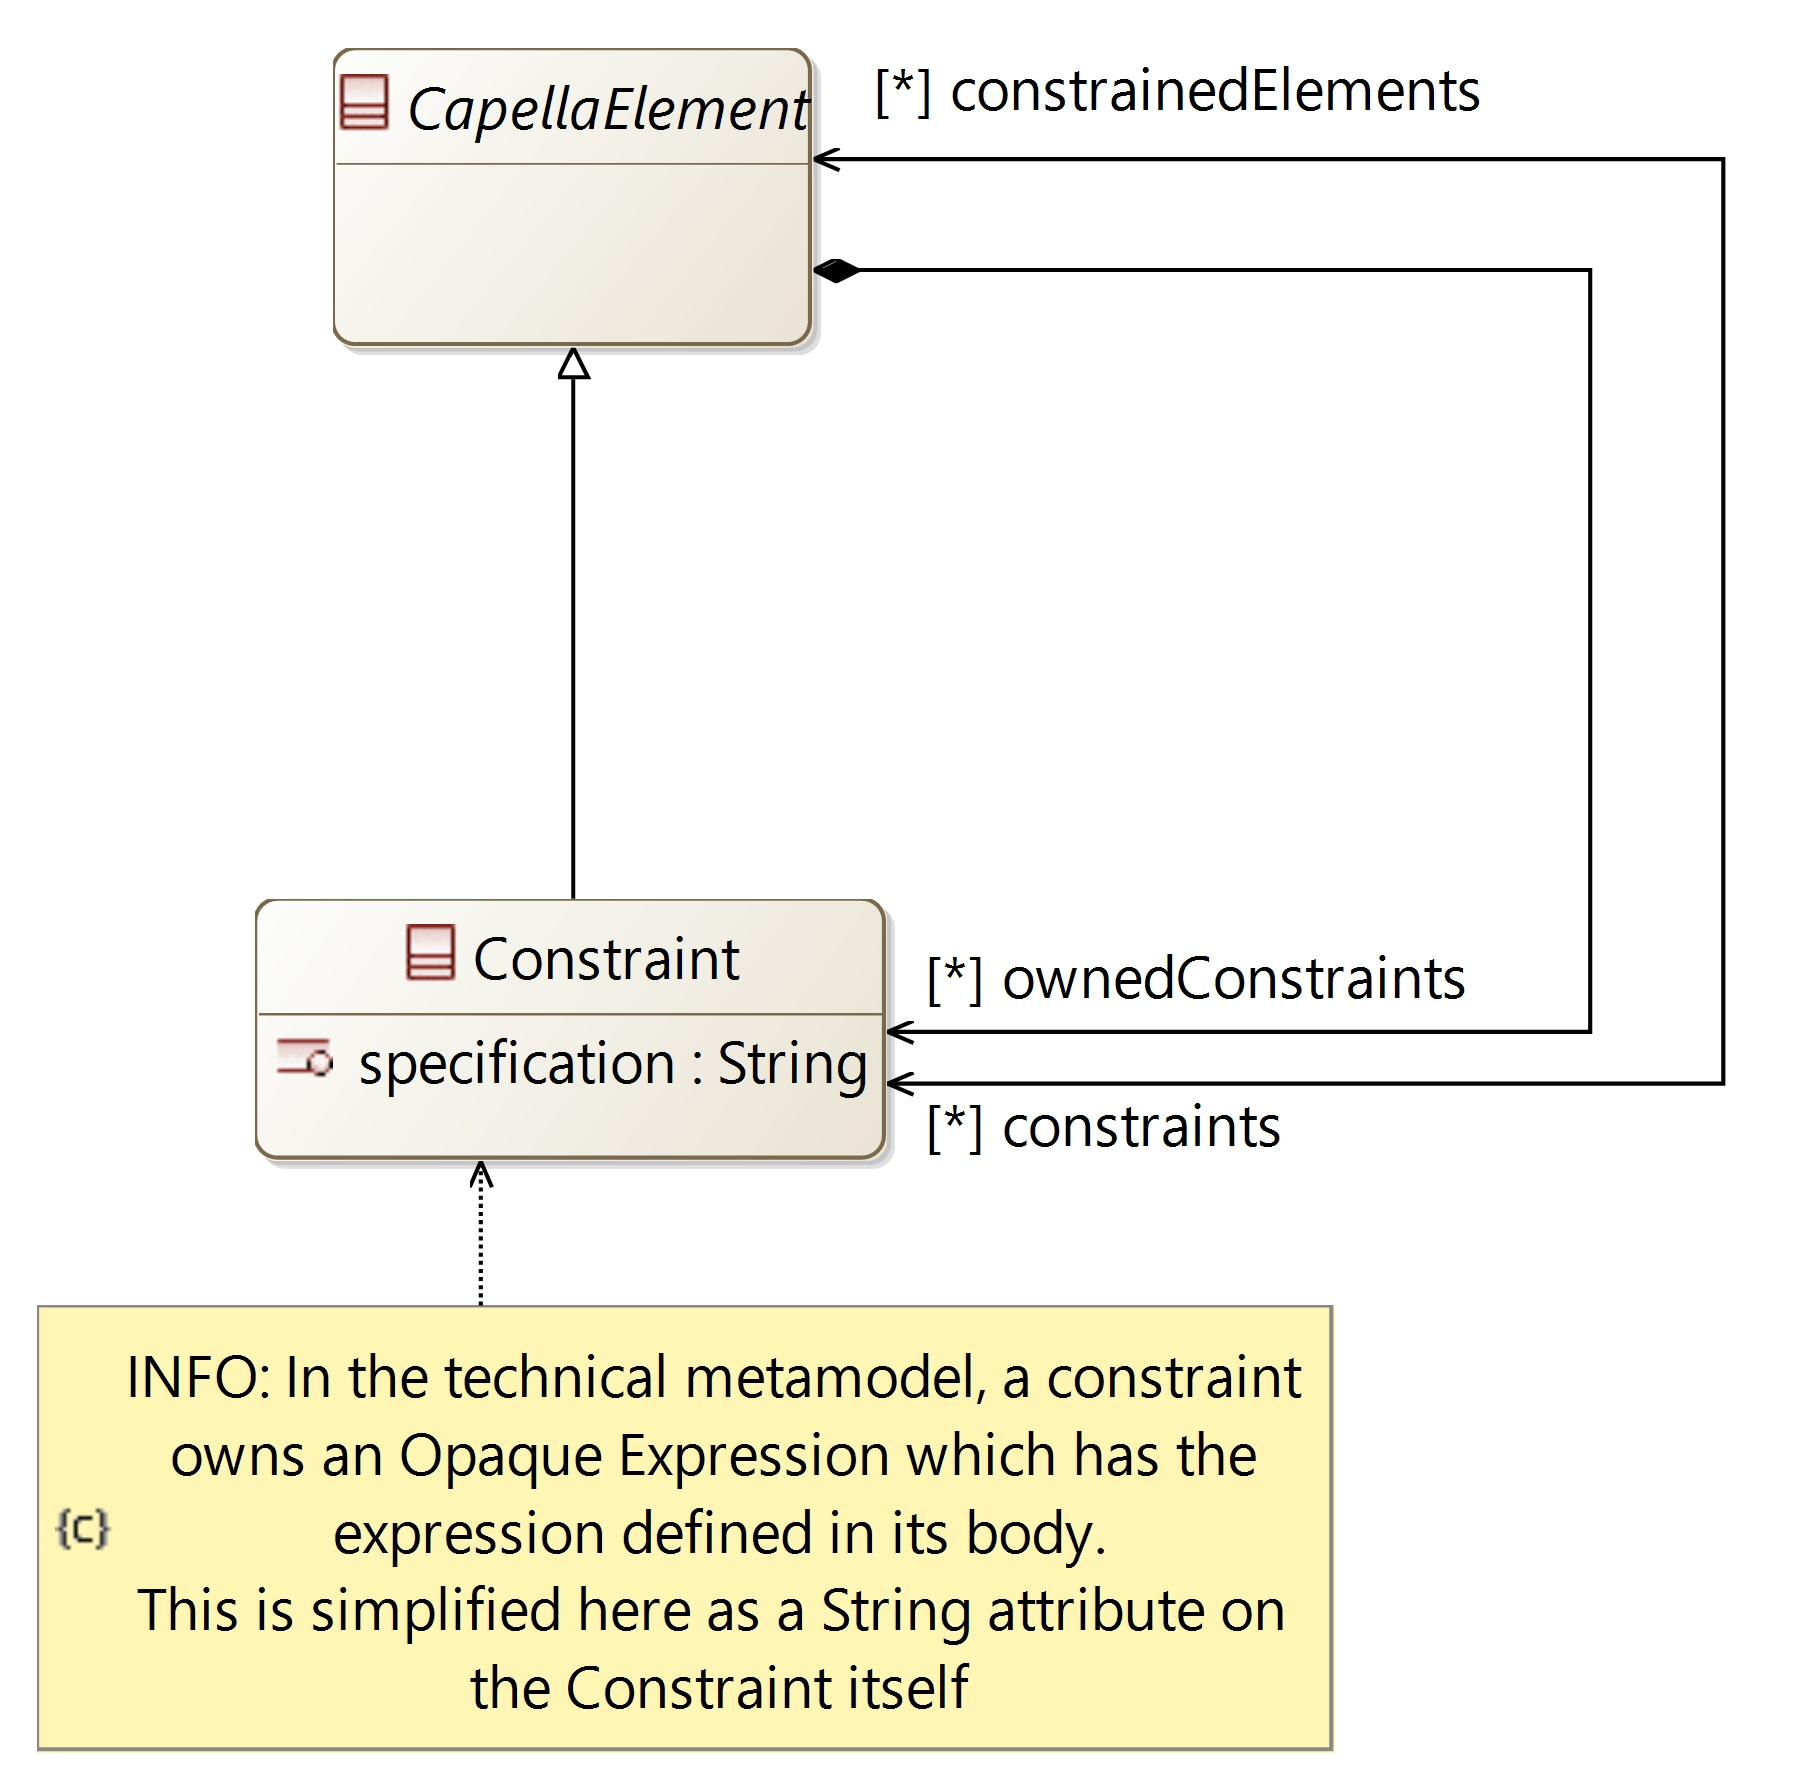 CapellaElement
[*] constrainedElements
Constraint
[*] ownedConstraints
specification : String
[*] constraints
INFO: In the technical metamodel, a constraint
owns an Opaque Expression which has the
{c}
expression defined in its body.
This is simplified here as a String attribute on
the Constraint itself